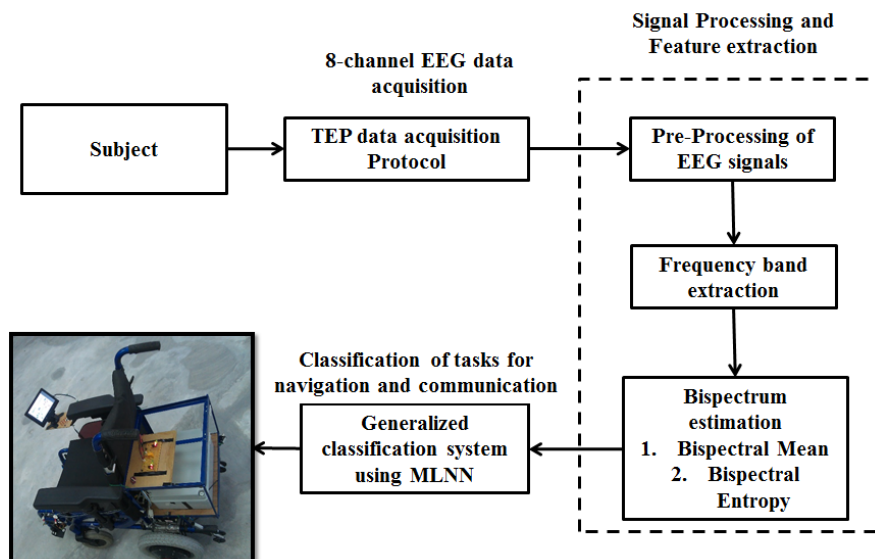 Signal Processing and
Feature extraction
8-channel EEG data
acquisition
Subject
TEP data acquisition
Protocol
Pre-Processing of
EEG signals
Frequency band
extraction
Bispectrum
estimation
1. Bispectral Mean
2. Bispectral
Entropy
Classification of tasks for
navigation and communication
Generalized
classification system
using MLNN